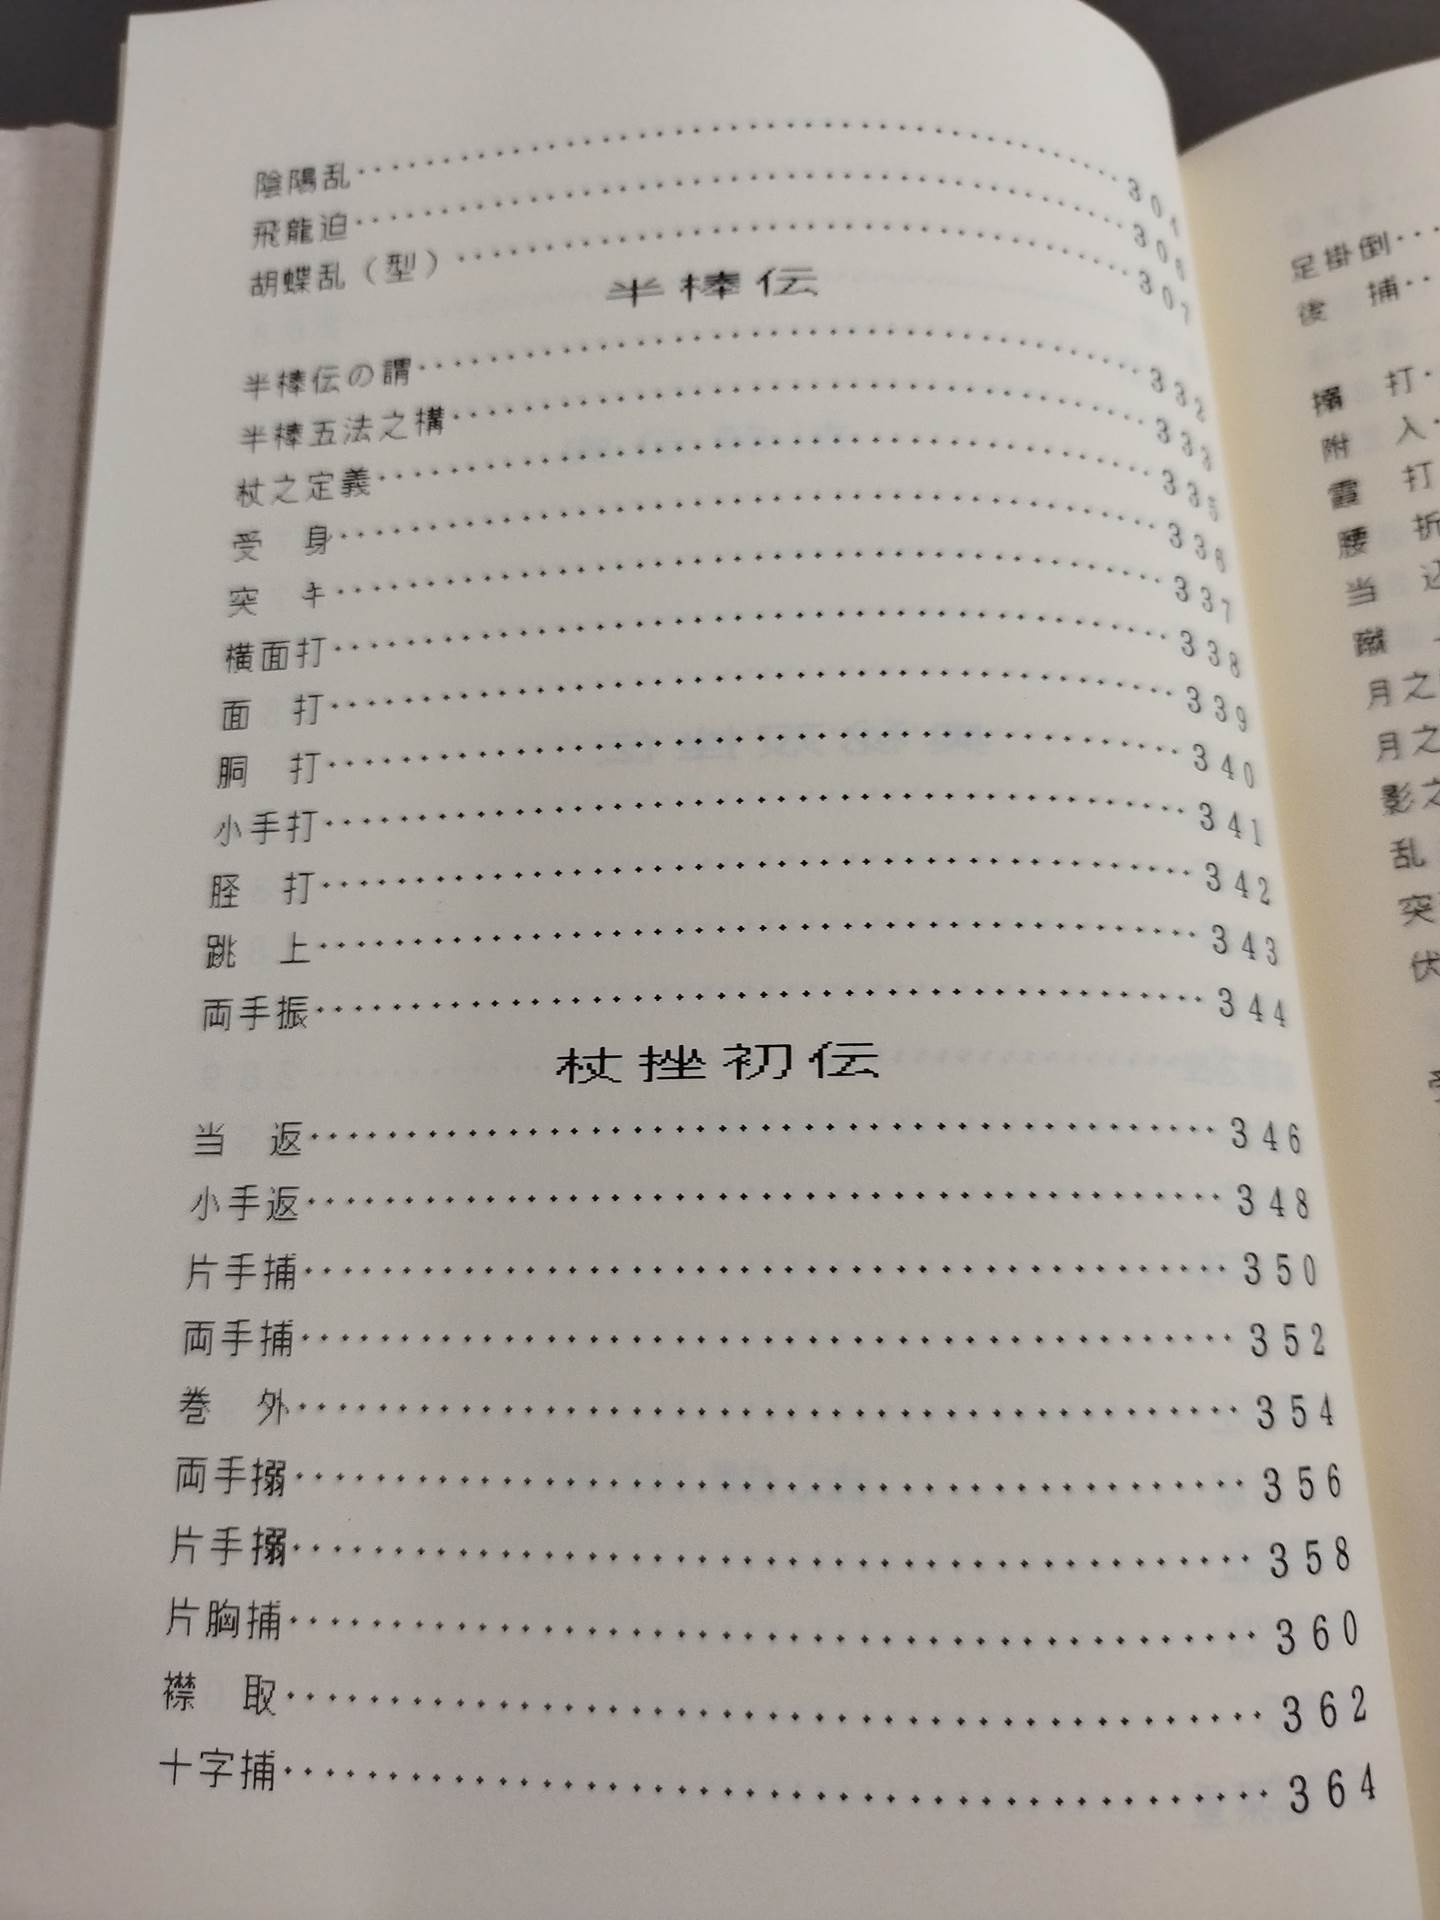 陰陽乱‥‥‥‥‥‥‥‥‥‥301
飛龍迫‥‥‥‥‥‥‥‥‥‥306
胡蝶乱（型）‥‥‥‥‥‥‥‥‥‥307
半棒伝
半棒伝の謂‥‥‥‥‥‥‥‥‥‥332
半棒五法之構‥‥‥‥‥‥‥‥‥‥333
杖之定義‥‥‥‥‥‥‥‥‥‥335
受　身‥‥‥‥‥‥‥‥‥‥336
突　キ‥‥‥‥‥‥‥‥‥‥337
横面打‥‥‥‥‥‥‥‥‥‥338
面　打‥‥‥‥‥‥‥‥‥‥339
胴　打‥‥‥‥‥‥‥‥‥‥340
小手打‥‥‥‥‥‥‥‥‥‥341
脛　打‥‥‥‥‥‥‥‥‥‥342
跳　上‥‥‥‥‥‥‥‥‥‥343
両手振‥‥‥‥‥‥‥‥‥‥344
杖挫初伝
当　返‥‥‥‥‥‥‥‥‥‥346
小手返‥‥‥‥‥‥‥‥‥‥348
片手捕‥‥‥‥‥‥‥‥‥‥350
両手捕‥‥‥‥‥‥‥‥‥‥352
巻　外‥‥‥‥‥‥‥‥‥‥354
両手搦‥‥‥‥‥‥‥‥‥‥356
片手搦‥‥‥‥‥‥‥‥‥‥358
片胸捕‥‥‥‥‥‥‥‥‥‥360
襟　取‥‥‥‥‥‥‥‥‥‥362
十字捕‥‥‥‥‥‥‥‥‥‥364
足掛倒‥‥
後　捕‥‥
打‥
附　入‥
霞　打
腰　折
当
蹴
月之
月之
影之
乱
突
伏